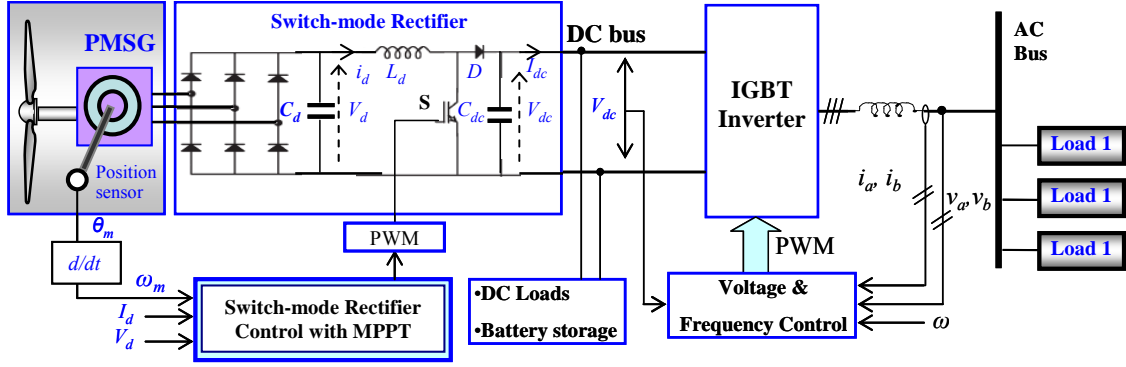 Switch-mode Rectifier
PMSG
Position
sensor
θm
d/dt
ωm
Id
Vd
Cd
Vd
id
Ld
D
S
Cdc
Idc
Vdc
PWM
Switch-mode Rectifier
Control with MPPT
DC bus
Vdc
•DC Loads
•Battery storage
IGBT
Inverter
PWM
Voltage &
Frequency Control
ia, ib
va, vb
ω
AC
Bus
Load 1
Load 1
Load 1